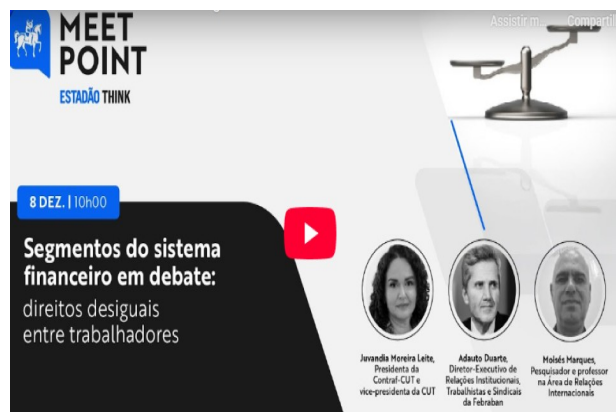 Assistir m
Compartil
MEET
POINT
ESTADÃO THINK
8 DEZ. | 10h00
Segmentos do sistema
financeiro em debate:
direitos desiguais
entre trabalhadores
Juvandia Moreira Leite,
Presidenta da
Contraf-CUT e
vice-presidenta da CUT
Adauto Duarte,
Diretor-Executivo de
Relações Institucionais,
Trabalhistas e Sindicais
da Febraban
Moisés Marques,
Pesquisador e professor
na Área de Relações
Internacionais